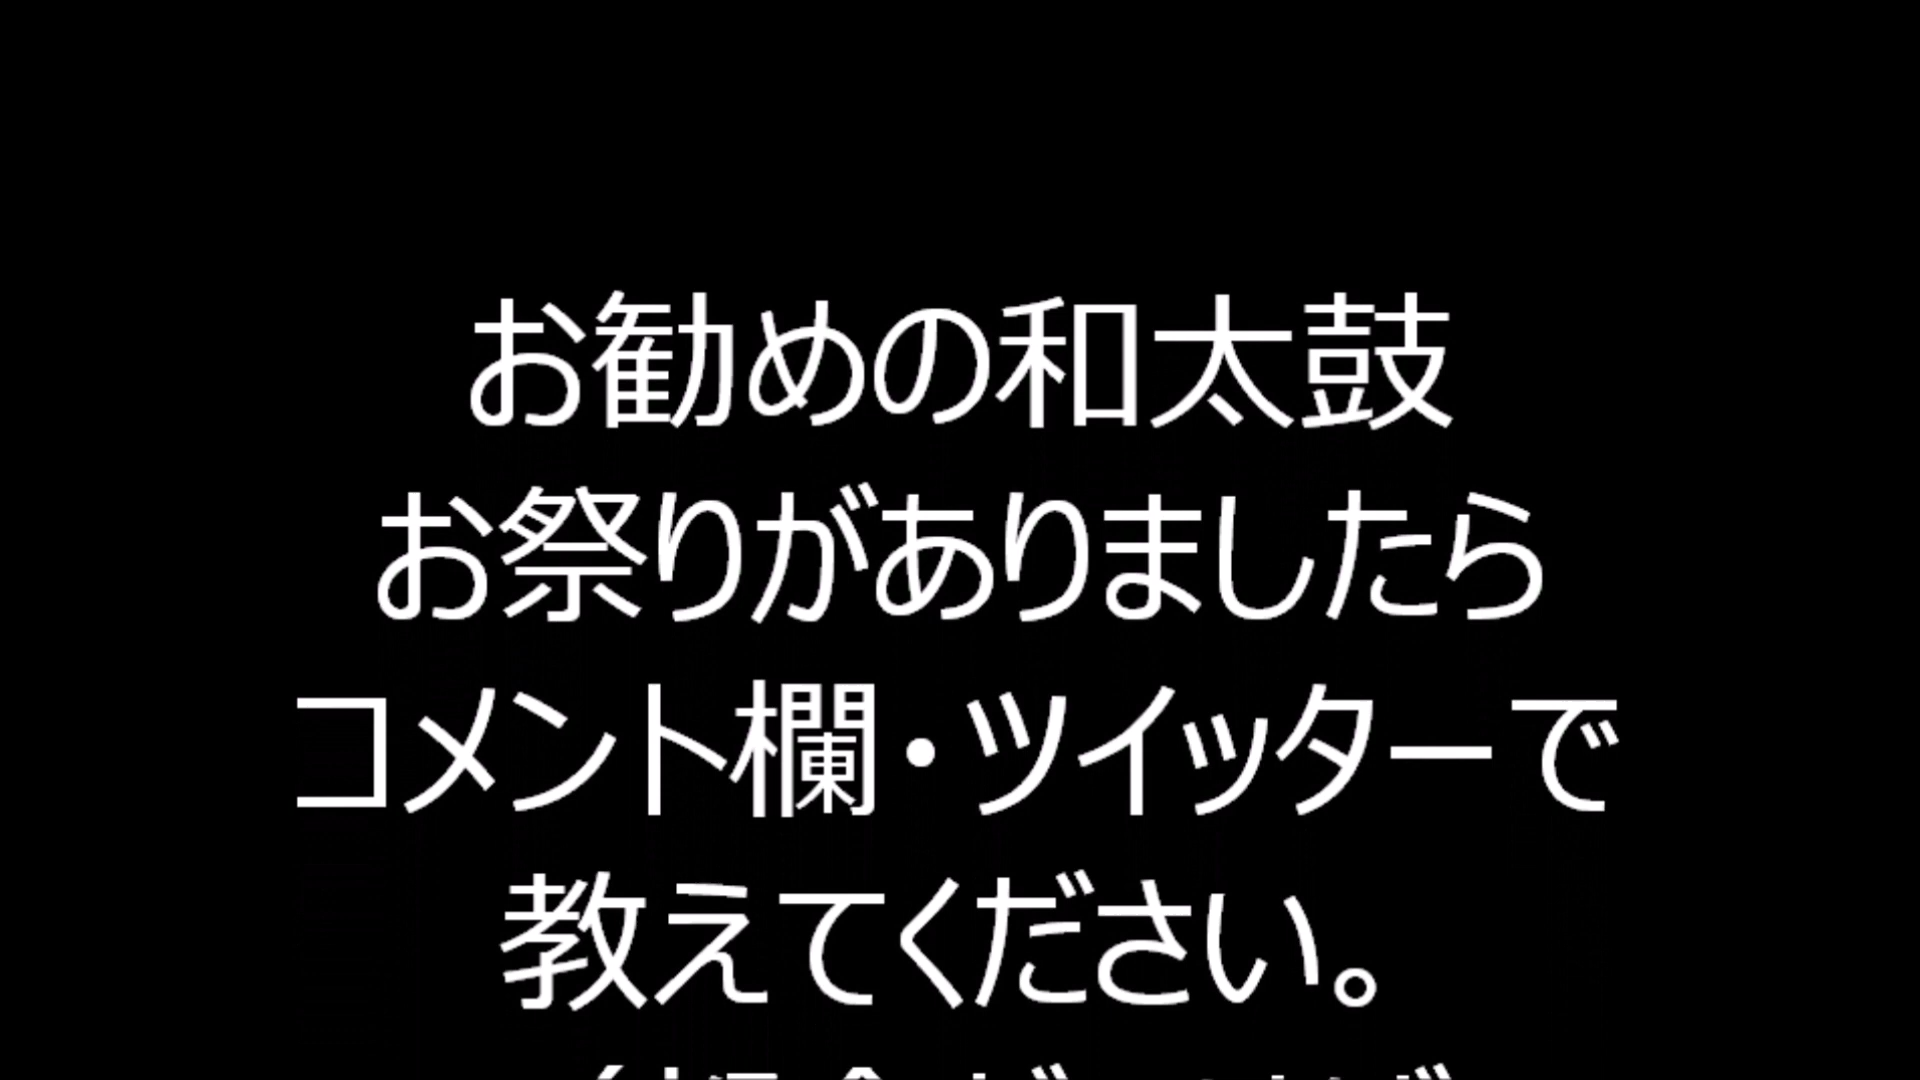 お勧めの和太鼓
お祭りがありましたら
コメント欄・ツイッターで
教えてください。